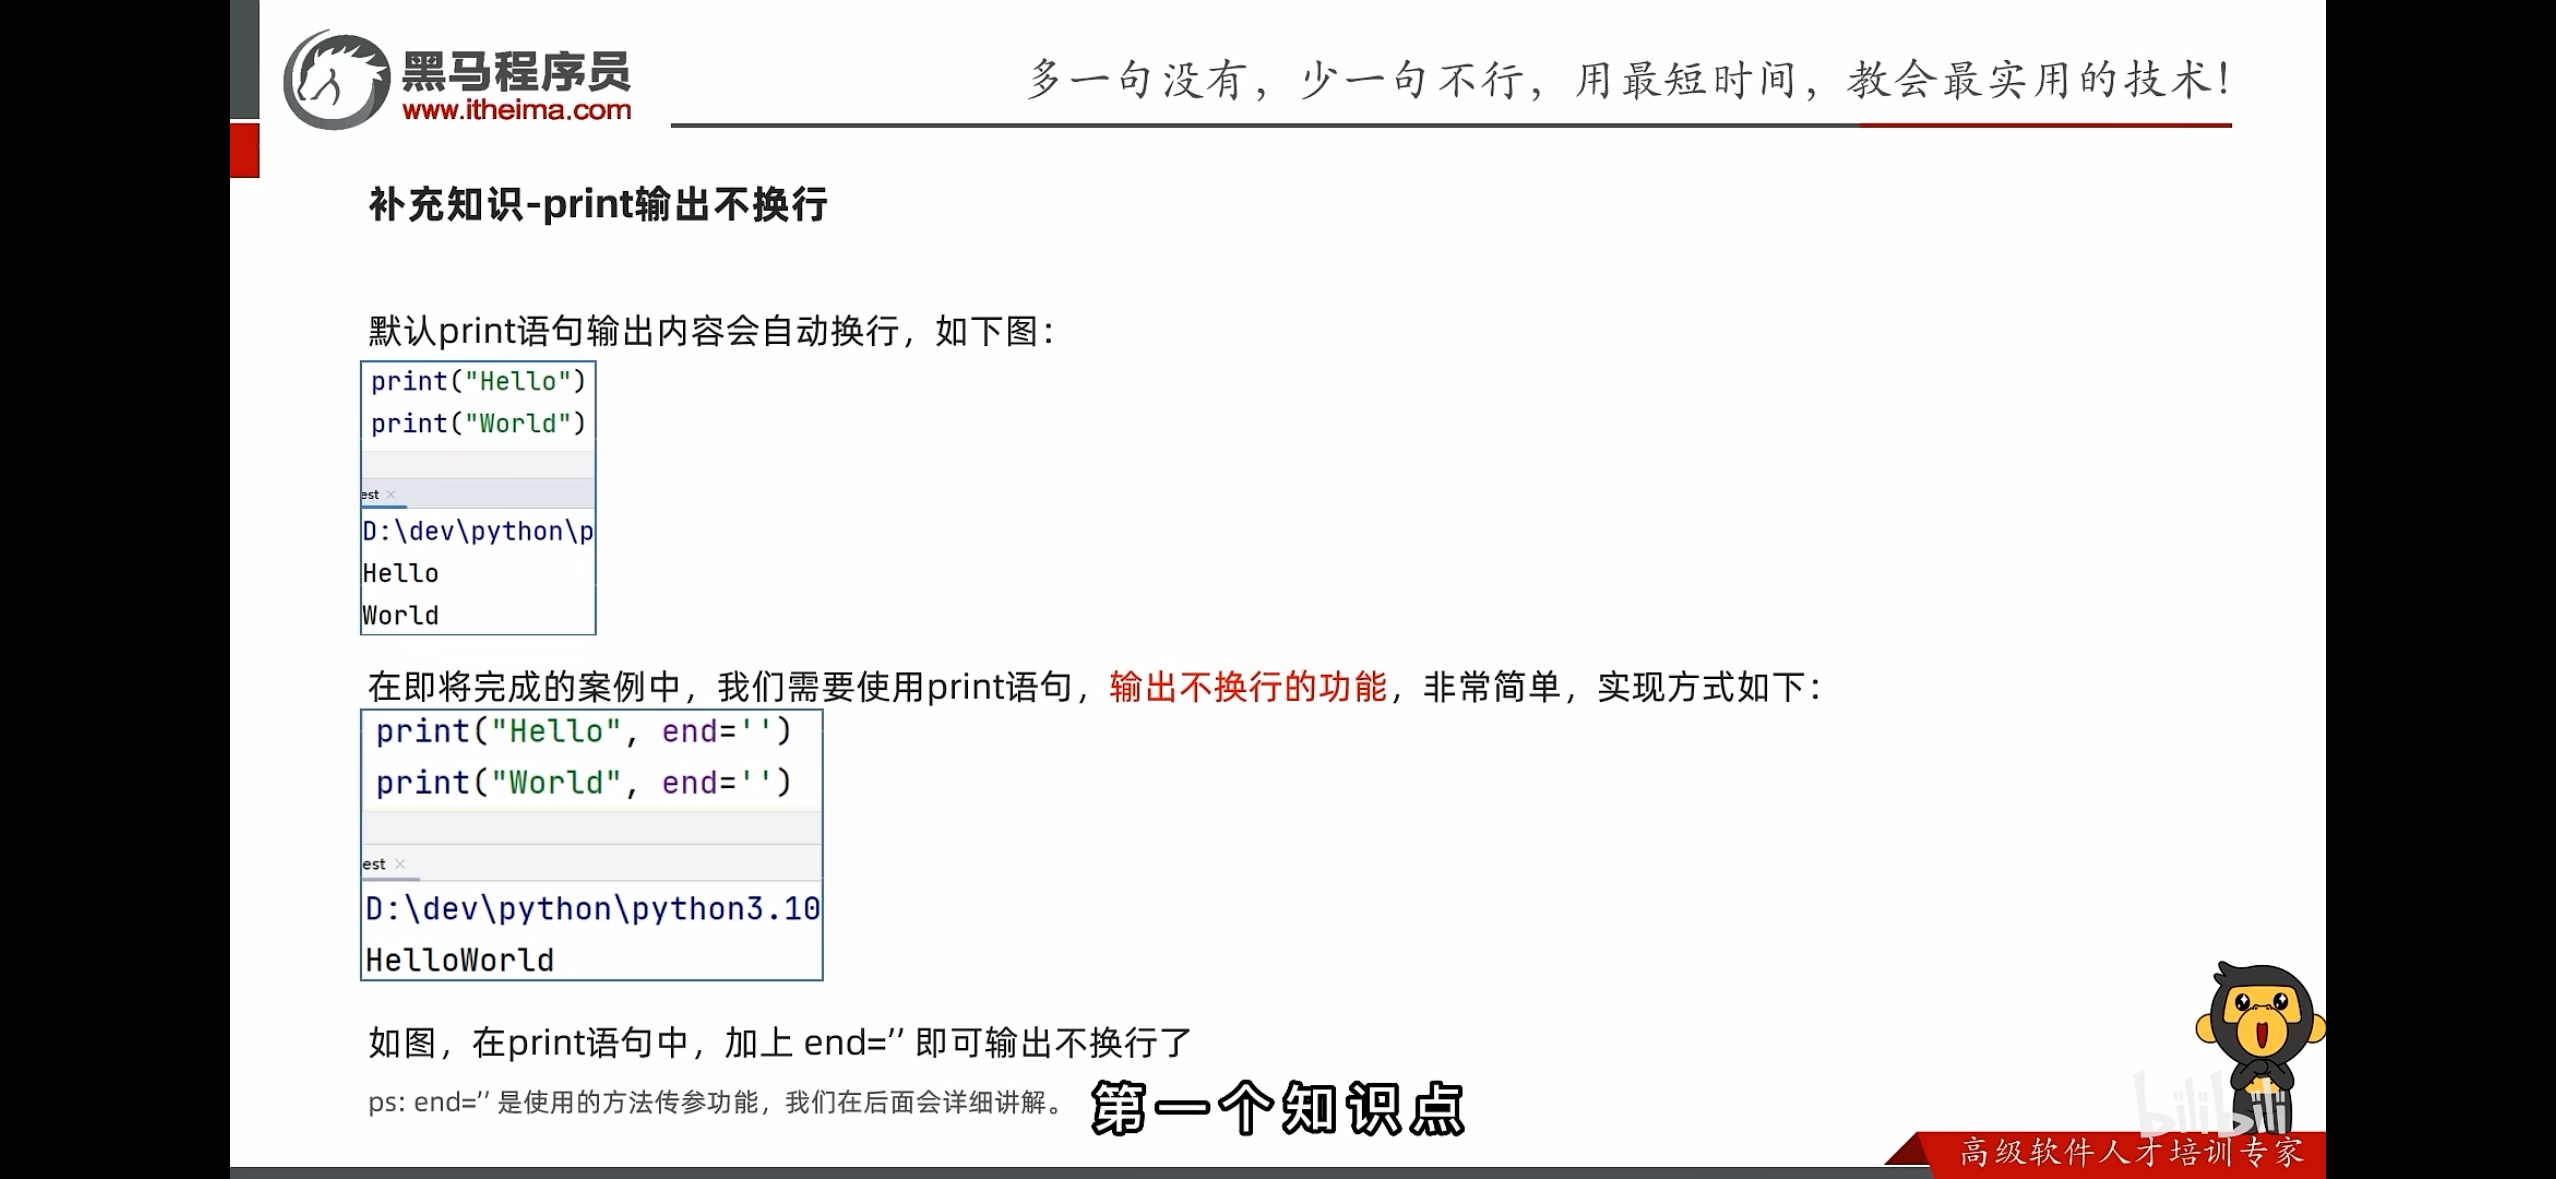 黑马程序员
www.itheima.com
多一句没有，少一句不行，用最短时间，教会最实用的技术！
补充知识-print输出不换行
默认print语句输出内容会自动换行，如下图：
print("Hello")
print("World")
est ×
D:\dev\python\p
Hello
World
在即将完成的案例中，我们需要使用print语句，输出不换行的功能，非常简单，实现方式如下：
print("Hello", end='')
print("World", end='')
est ×
D:\dev\python\python3.10
HelloWorld
如图，在print语句中，加上 end=’’ 即可输出不换行了
ps: end=’’ 是使用的方法传参功能，我们在后面会详细讲解。
第一个知识点
bilibili
高级软件人才培训专家